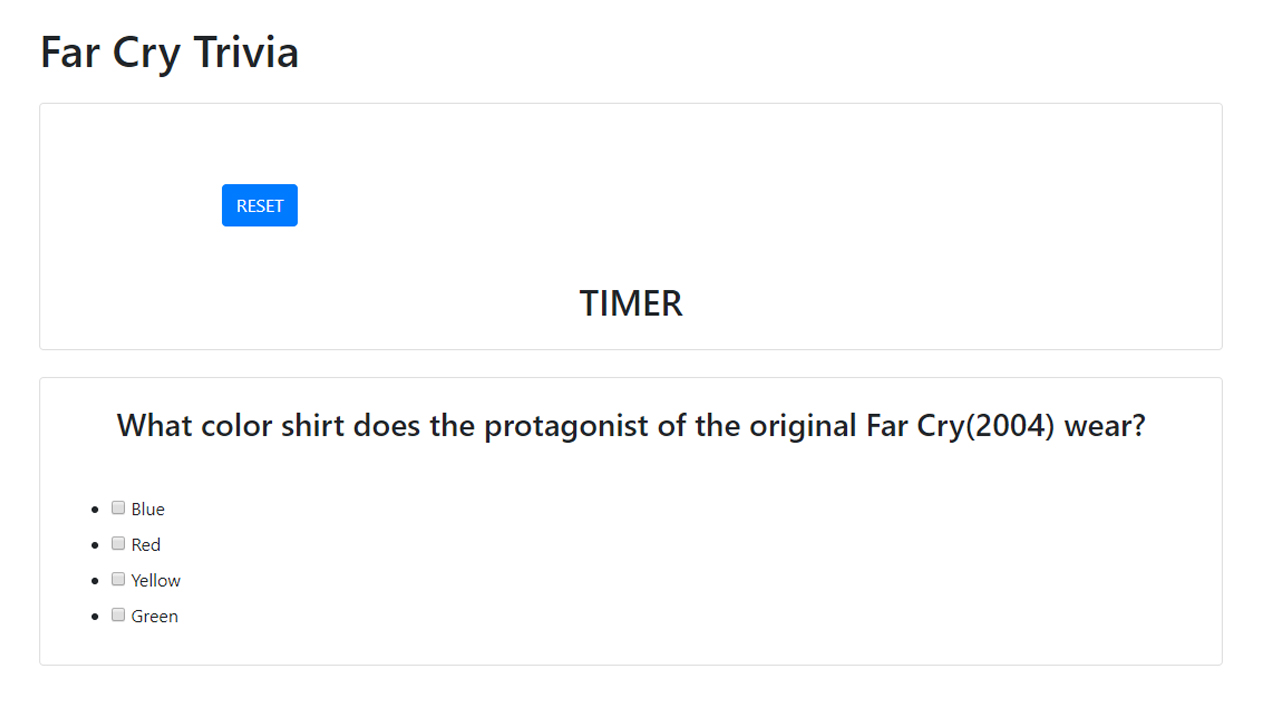 Far Cry Trivia
RESET
TIMER
What color shirt does the protagonist of the original Far Cry(2004) wear?
Blue
Red
Yellow
Green